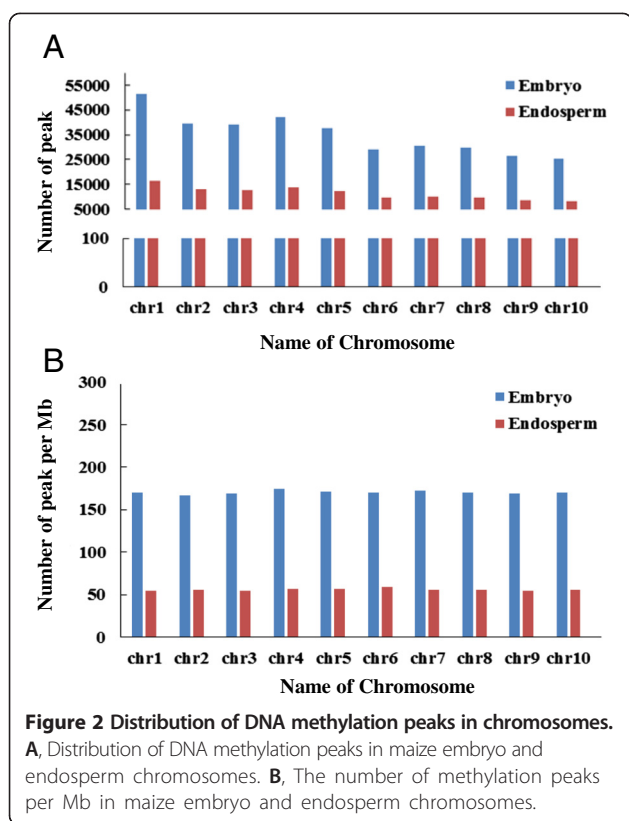 A
55000
45000
35000
25000
15000
5000
100
0
Number of peak
Embryo
Endosperm
chr1 chr2 chr3 chr4 chr5 chr6 chr7 chr8 chr9 chr10
Name of Chromosome
B
300
250
200
150
100
50
0
Number of peak per Mb
Embryo
Endosperm
chr1 chr2 chr3 chr4 chr5 chr6 chr7 chr8 chr9 chr10
Name of Chromosome
Figure 2 Distribution of DNA methylation peaks in chromosomes.
A, Distribution of DNA methylation peaks in maize embryo and
endosperm chromosomes. B, The number of methylation peaks
per Mb in maize embryo and endosperm chromosomes.